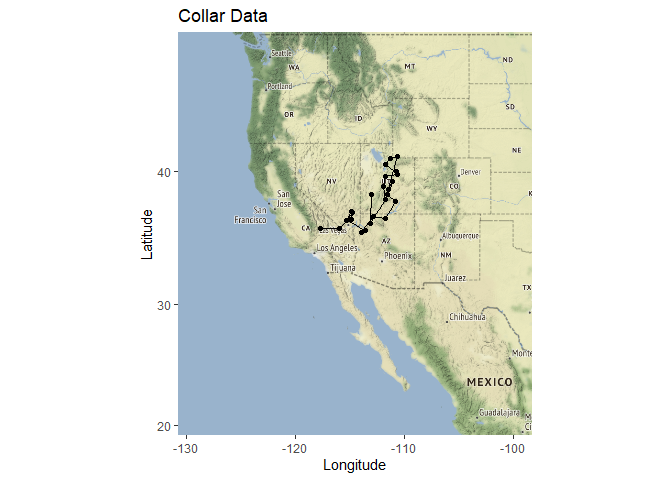 Collar Data
Seattle
WA
MT
ND
Portland
OR
ID
SD
WY
NE
40
NV
Denver
CO
San
Jose
San
Francisco
CA
Las Vegas
Los Angeles
AZ
Albuquerque
NM
Phoenix
Tijuana
Juarez
TX
30
Chihuahua
Monte
MEXICO
Guadalajara
M
Ci
20
-130
-120
-110
-100
Latitude
Longitude